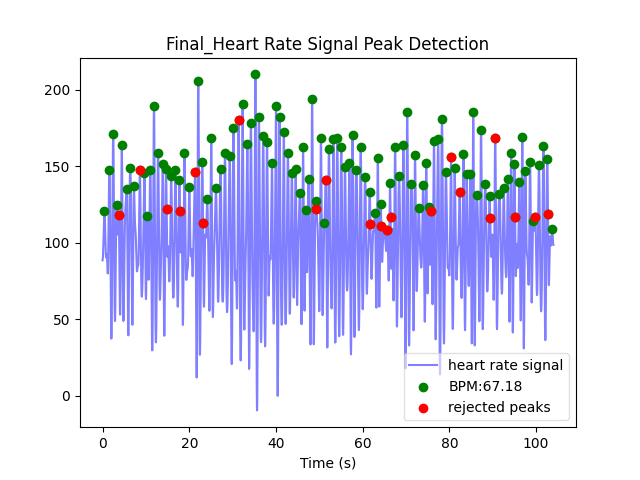 Final_Heart Rate Signal Peak Detection
200
150
100
50
0
heart rate signal
BPM:67.18
rejected peaks
0 20 40 60 80 100
Time (s)